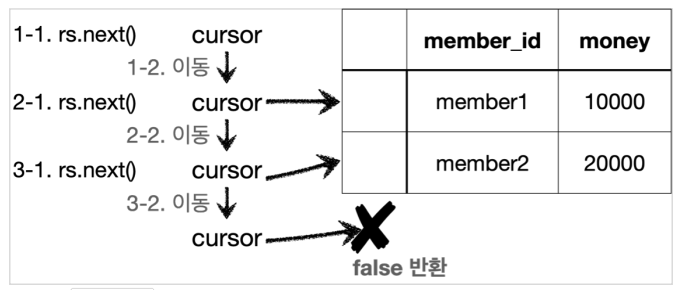 1-1. rs.next() cursor member_id money
1-2. 이동
2-1. rs.next() cursor member1 10000
2-2. 이동
3-1. rs.next() cursor member2 20000
3-2. 이동
cursor
false 반환